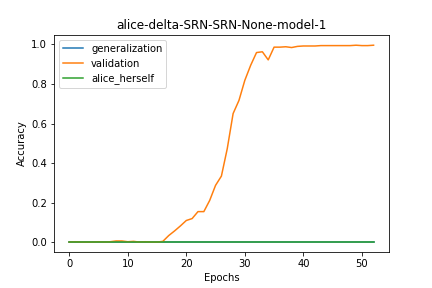 alice-delta-SRN-SRN-None-model-1
generalization
validation
alice_herself
Accuracy
1.0
0.8
0.6
0.4
0.2
0.0
0 10 20 30 40 50
Epochs